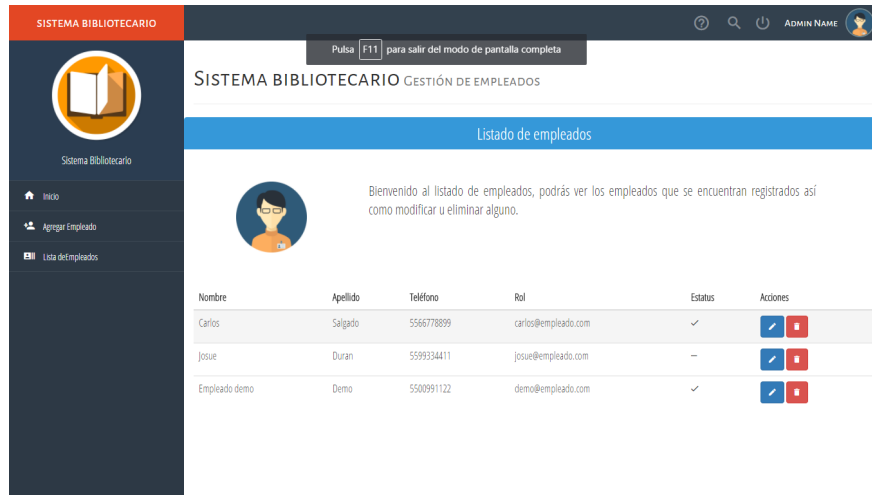 SISTEMA BIBLIOTECARIO
ADMIN NAME
Pulsa F11 para salir del modo de pantalla completa
SISTEMA BIBLIOTECARIO GESTIÓN DE EMPLEADOS
Listado de empleados
Sistema Bibliotecario
Inicio
Agregar Empleado
Lista deEmpleados
Bienvenido al listado de empleados, podrás ver los empleados que se encuentran registrados así
como modificar u eliminar alguno.
Nombre Apellido Teléfono Rol Estatus Acciones
Carlos Salgado 5566778899 carlos@empleado.com
Josue Duran 5599334411 josue@empleado.com
Empleado demo Demo 5500991122 demo@empleado.com